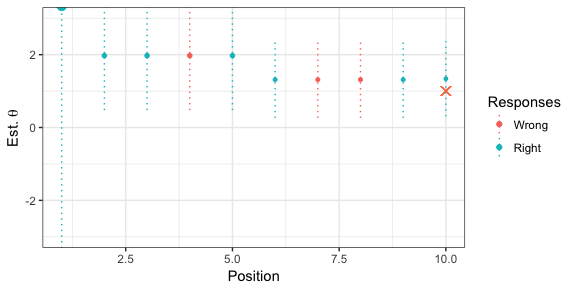 2
0
-2
Est. θ
2.5
5.0
7.5
10.0
Position
Responses
Wrong
Right